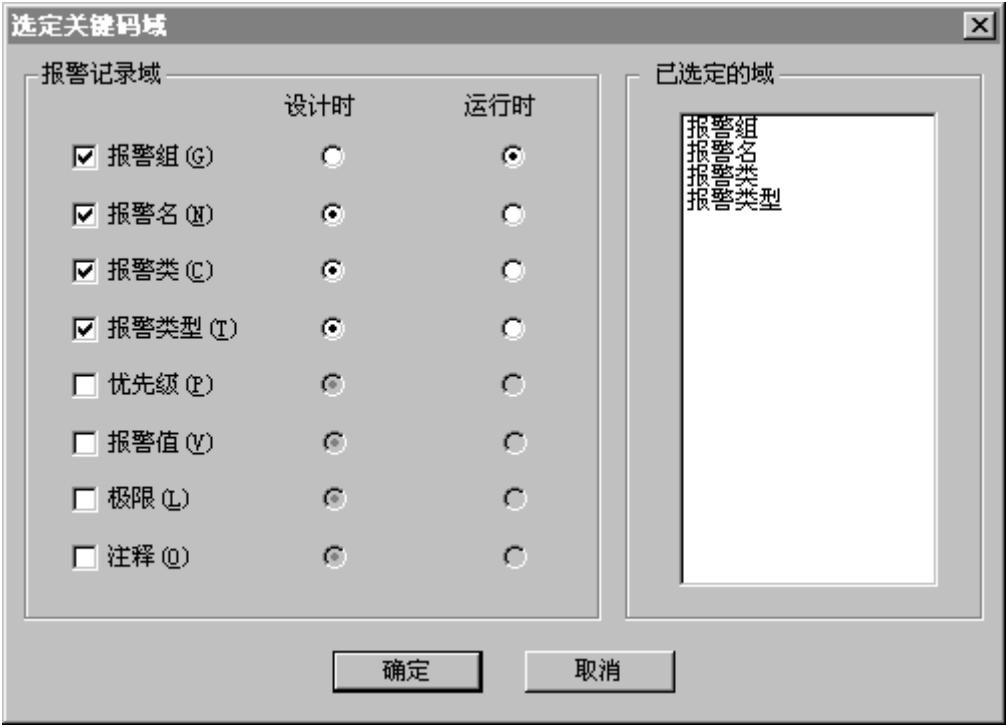 选定关键码域
报警记录域
设计时 运行时
报警组(G)
报警名(N)
报警类(C)
报警类型(T)
优先级(P)
报警值(V)
极限(L)
注释(O)
已选定的域
报警组
报警名
报警类
报警类型
确定 取消